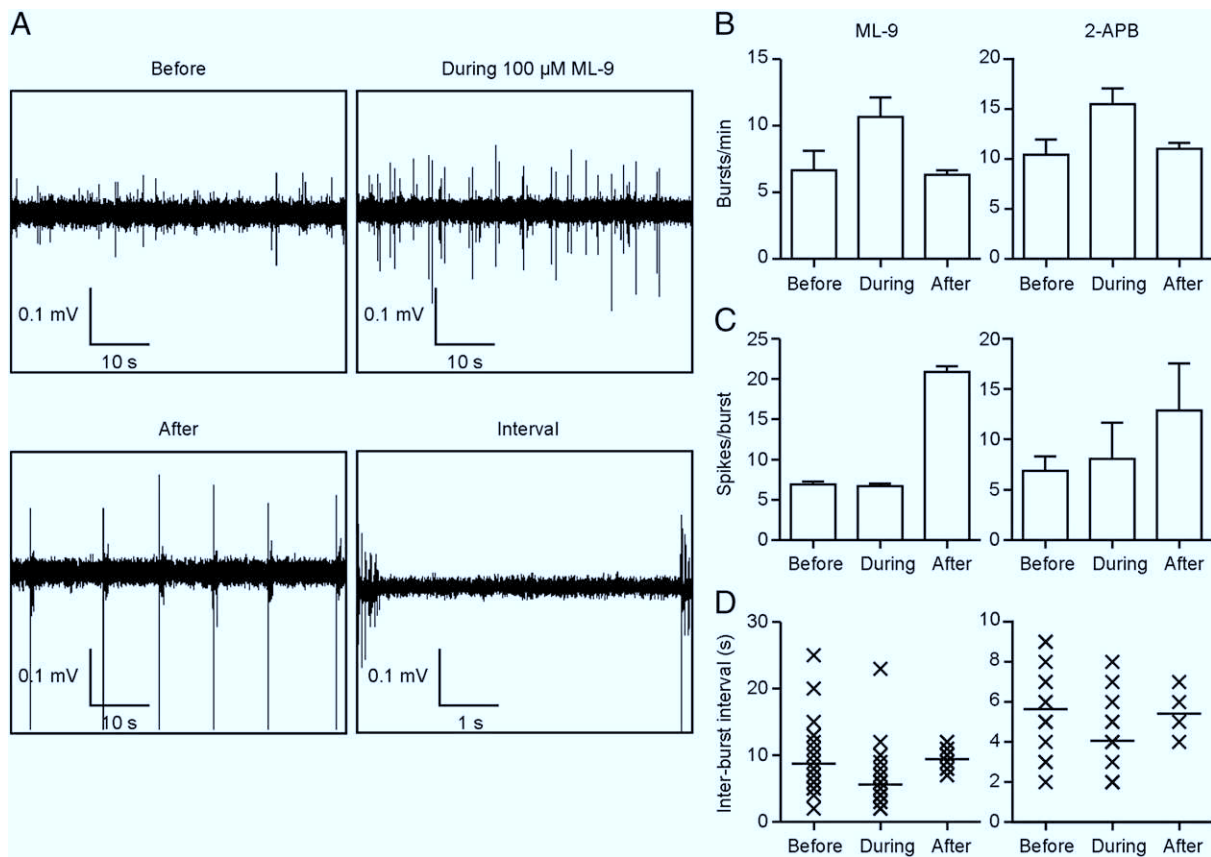 A
Before
During 100 µM ML-9
0.1 mV
10 s
0.1 mV
10 s
After
Interval
0.1 mV
10 s
0.1 mV
1 s
B
ML-9
2-APB
Bursts/min
15
10
5
0
Before During After
20
15
10
5
0
Before During After
C
Spikes/burst
25
20
15
10
5
0
Before During After
20
15
10
5
0
Before During After
D
Inter-burst interval (s)
30
20
10
0
Before During After
10
8
6
4
2
0
Before During After